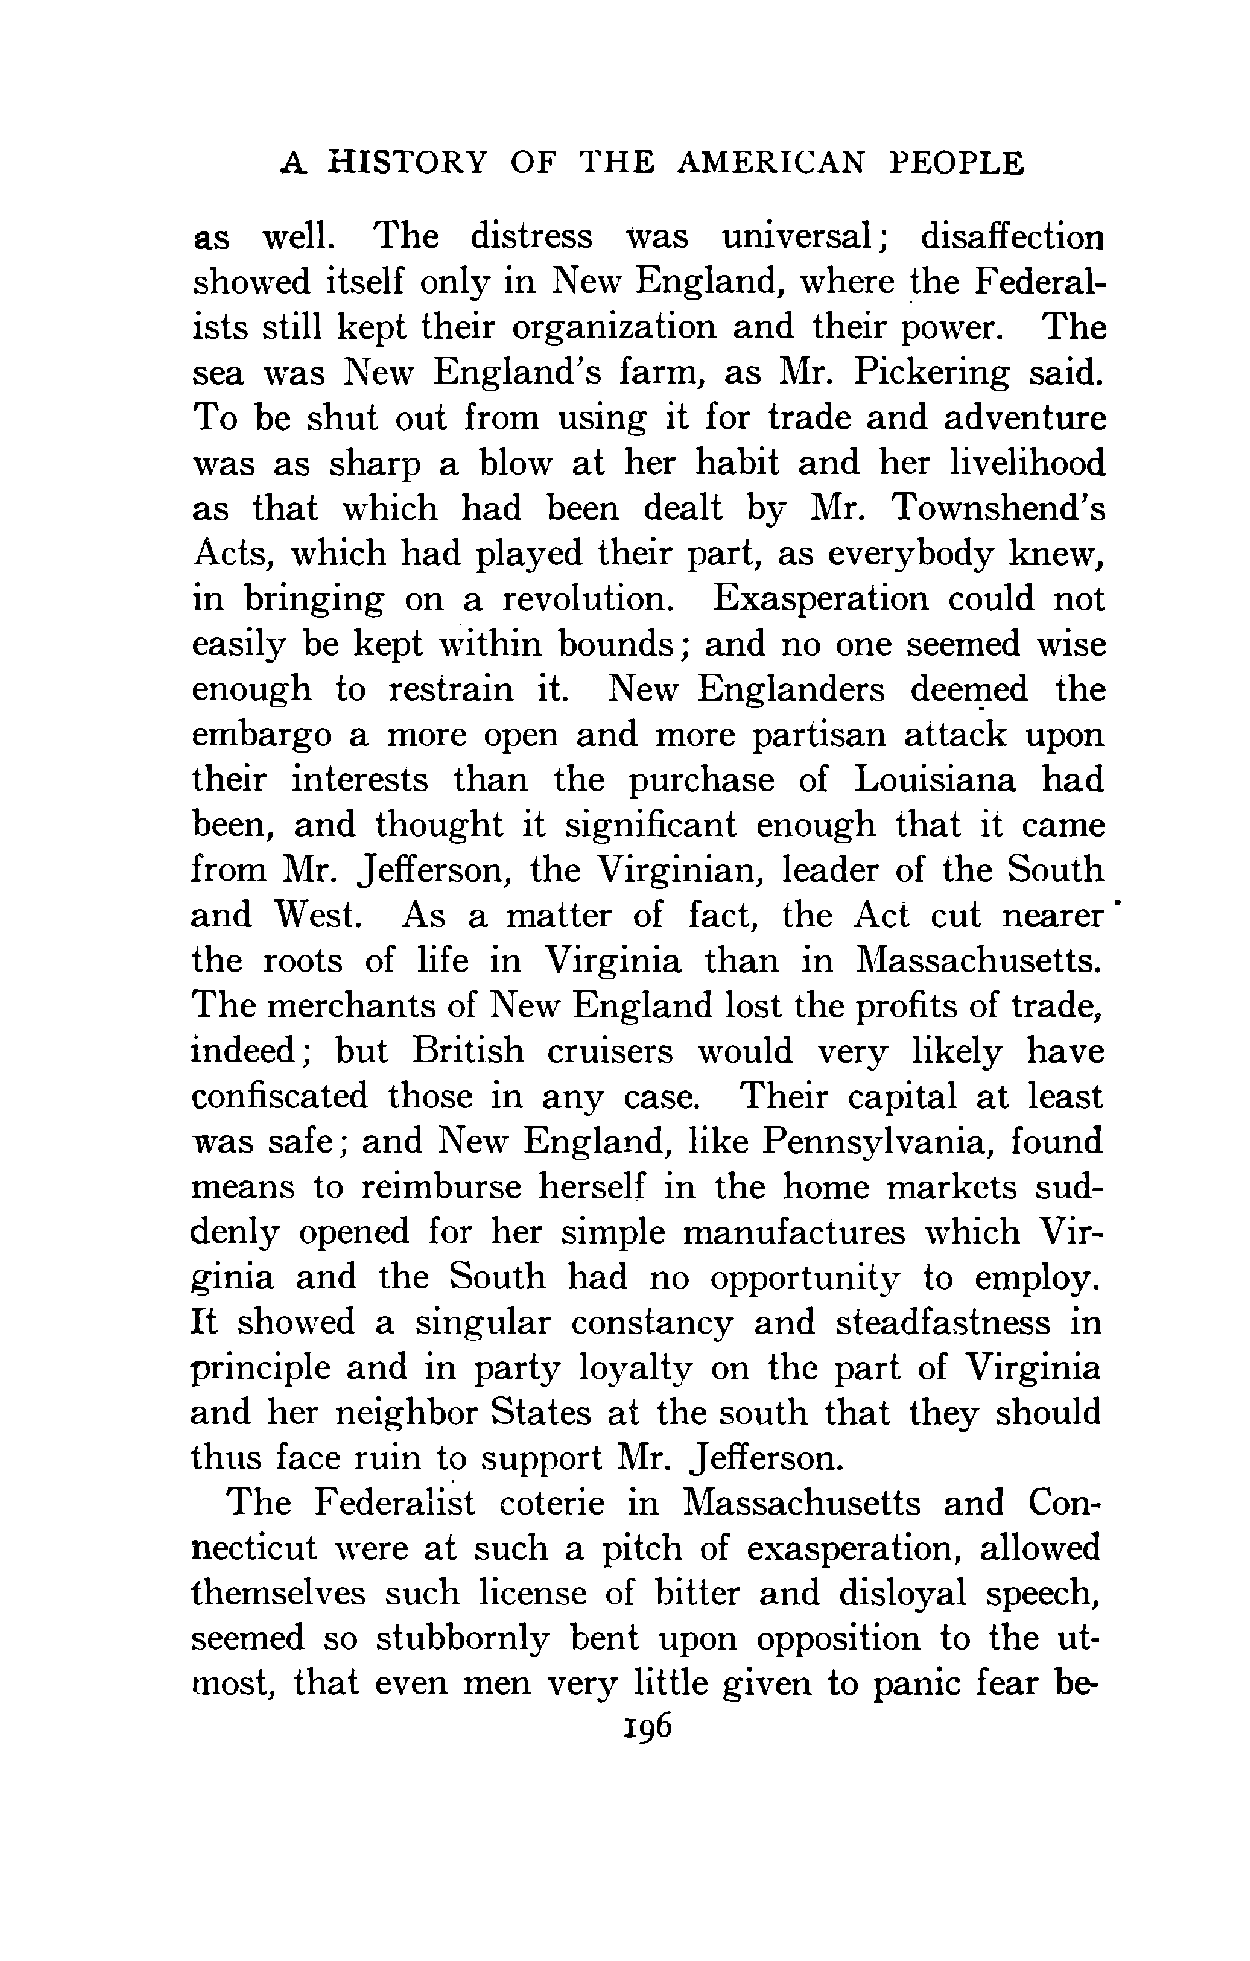 A HISTORY OF THE AMERICAN PEOPLE
as well. The distress was universal; disaffection
showed itself only in New England, where the Federal-
ists still kept their organization and their power. The
sea was New England's farm, as Mr. Pickering said.
To be shut out from using it for trade and adventure
was as sharp a blow at her habit and her livelihood
as that which had been dealt by Mr. Townshend's
Acts, which had played their part, as everybody knew,
in bringing on a revolution. Exasperation could not
easily be kept within bounds; and no one seemed wise
enough to restrain it. New Englanders deemed the
embargo a more open and more partisan attack upon
their interests than the purchase of Louisiana had
been, and thought it significant enough that it came
from Mr. Jefferson, the Virginian, leader of the South
and West. As a matter of fact, the Act cut nearer
the roots of life in Virginia than in Massachusetts.
The merchants of New England lost the profits of trade,
indeed; but British cruisers would very likely have
confiscated those in any case. Their capital at least
was safe; and New England, like Pennsylvania, found
means to reimburse herself in the home markets sud-
denly opened for her simple manufactures which Vir-
ginia and the South had no opportunity to employ.
It showed a singular constancy and steadfastness in
principle and in party loyalty on the part of Virginia
and her neighbor States at the south that they should
thus face ruin to support Mr. Jefferson.
The Federalist coterie in Massachusetts and Con-
necticut were at such a pitch of exasperation, allowed
themselves such license of bitter and disloyal speech,
seemed so stubbornly bent upon opposition to the ut-
most, that even men very little given to panic fear be-
196